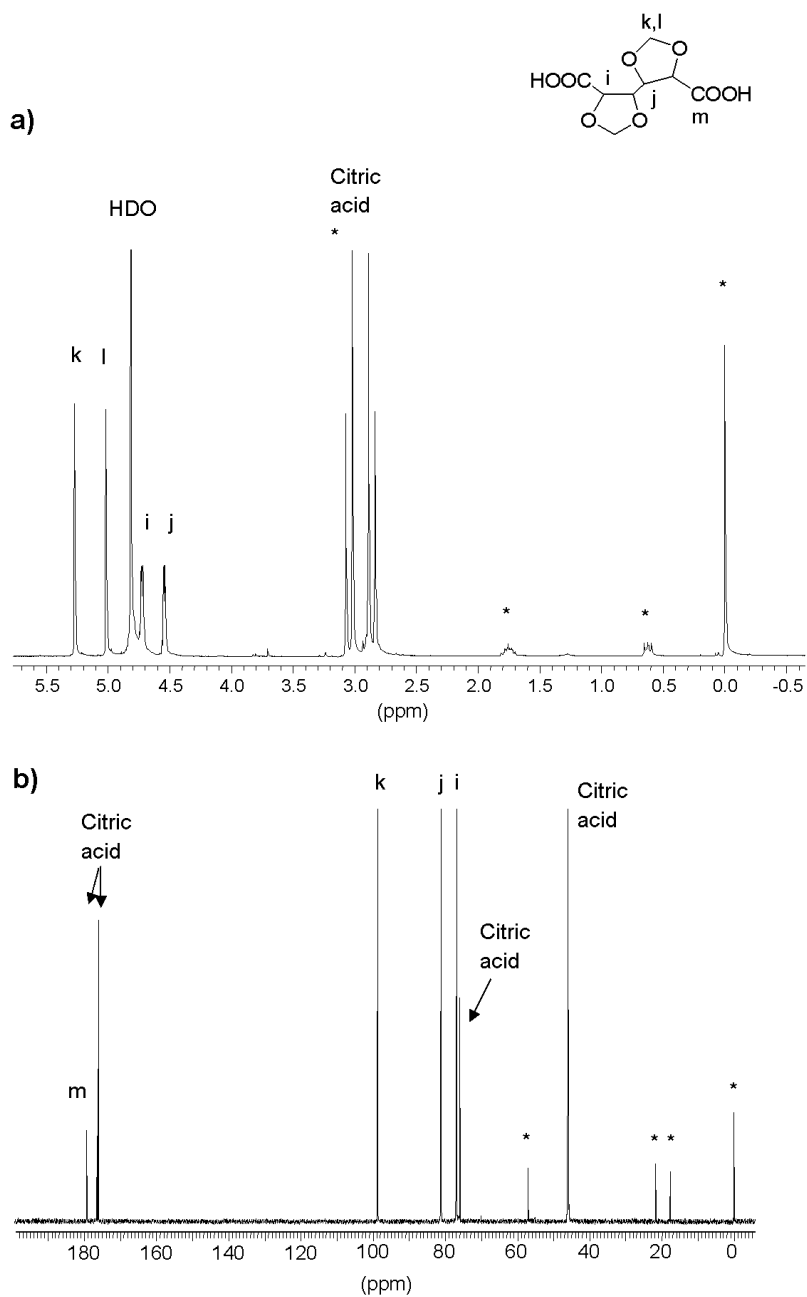 k,l
O
O
HOOC
i
j
COOH
m
O
O
a)
Citric
acid
HDO
*
*
k
l
i
j
*
*
5.5 5.0 4.5 4.0 3.5 3.0 2.5 2.0 1.5 1.0 0.5 0.0 -0.5
(ppm)
b)
k
j
i
Citric
acid
Citric
acid
Citric
acid
m
*
*
*
*
180 160 140 120 100 80 60 40 20 0
(ppm)